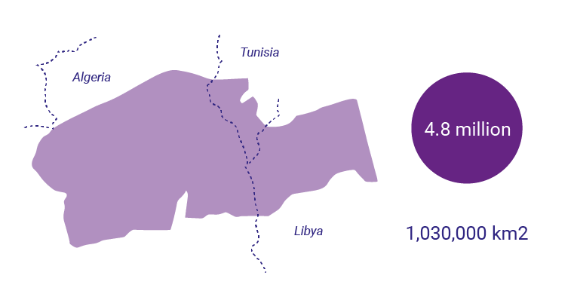 Tunisia
Algeria
4.8 million
Libya
1,030,000 km2